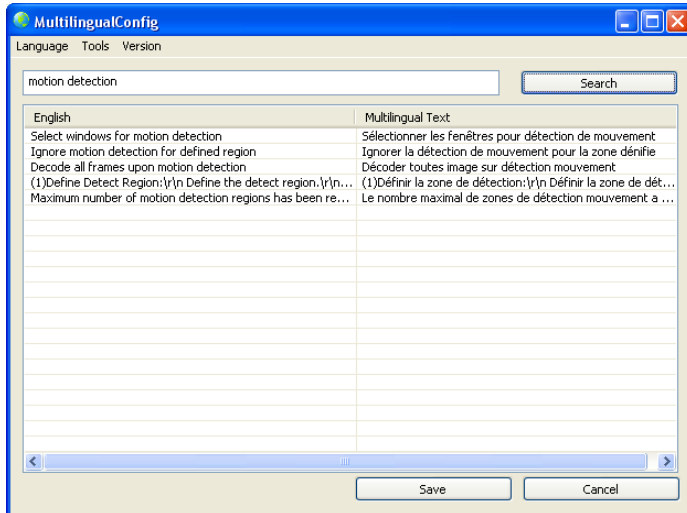 MultilingualConfig
Language Tools Version
motion detection
Search
English Multilingual Text
Select windows for motion detection Sélectionner les fenêtres pour détection de mouvement
Ignore motion detection for defined region Ignorer la détection de mouvement pour la zone dénifie
Decode all frames upon motion detection Décoder toutes image sur détection mouvement
(1)Define Detect Region:\r\n Define the detect region.\r\n... (1)Définir la zone de détection:\r\n Définir la zone de dét...
Maximum number of motion detection regions has been re... Le nombre maximal de zones de détection mouvement a ...
Save Cancel